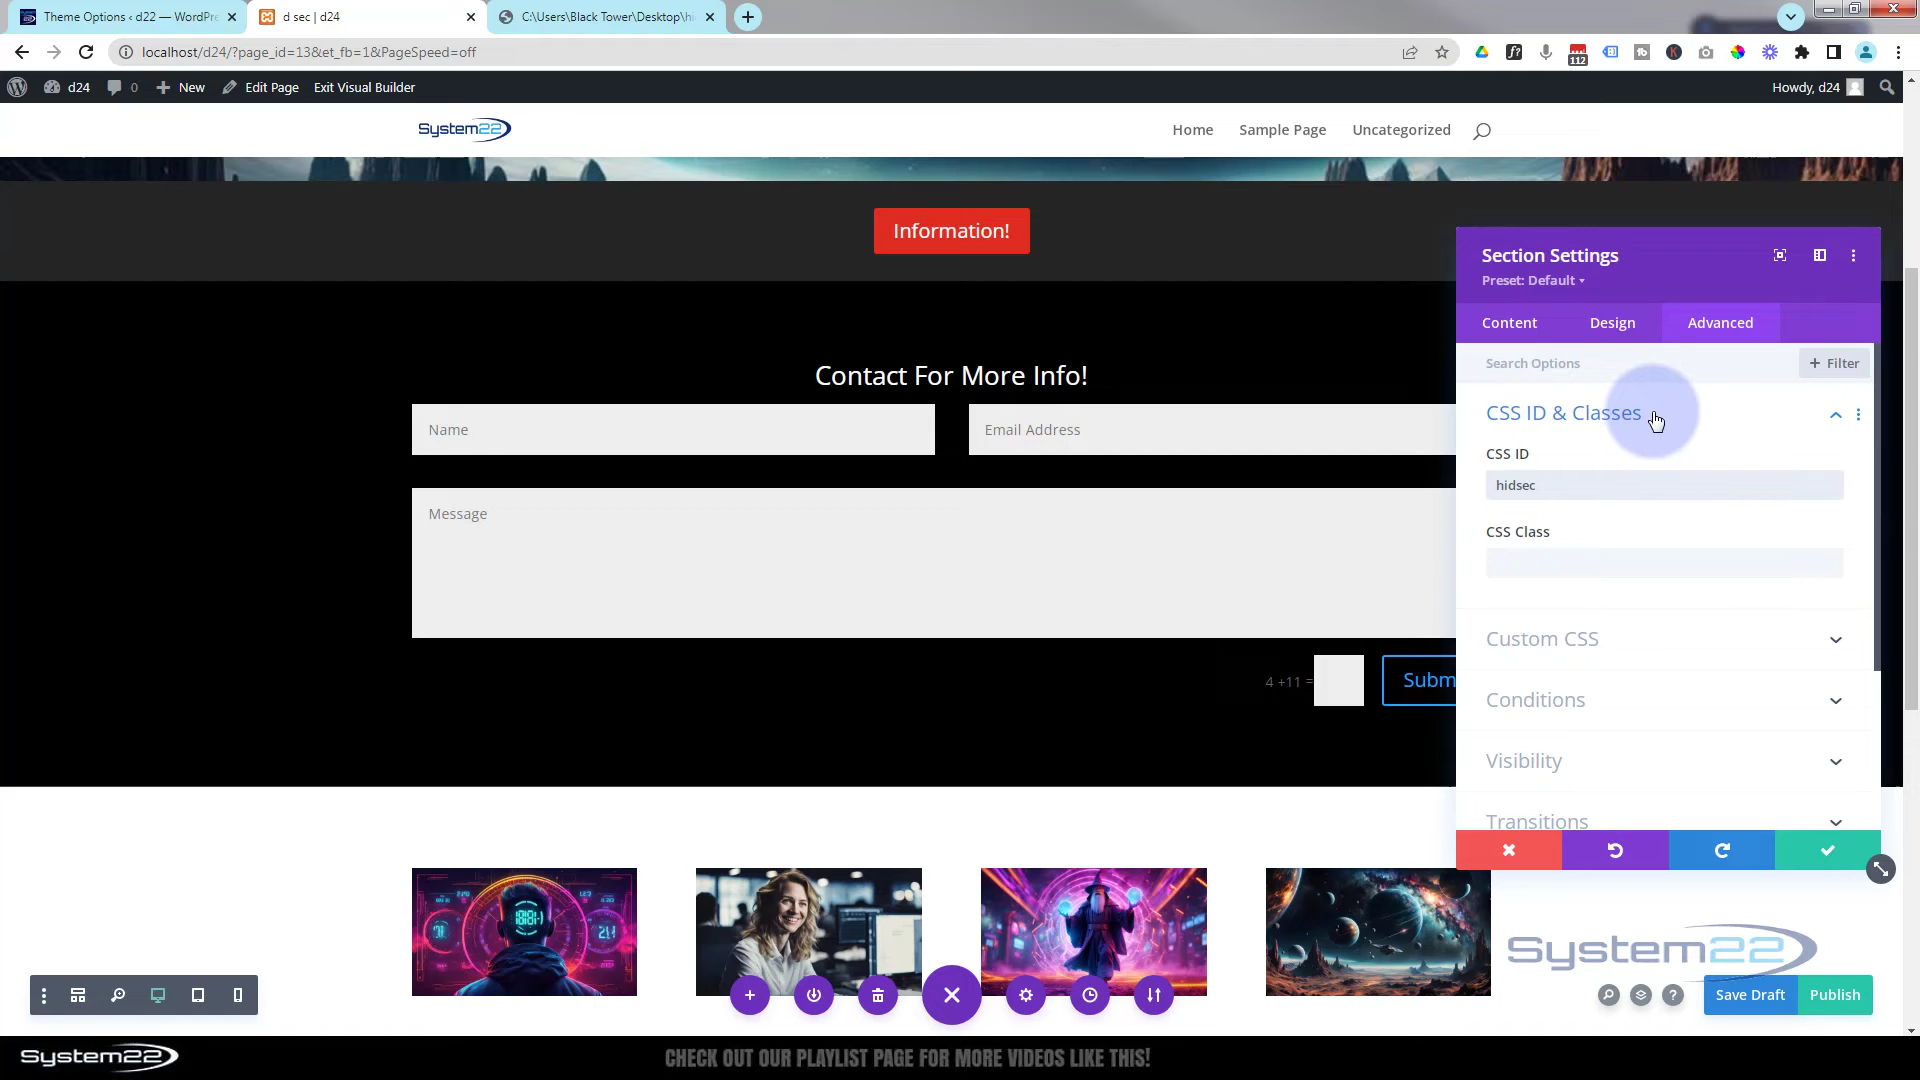 Theme Options ‹ d22 — WordPre
d sec | d24
C:\Users\Black Tower\Desktop\hi
localhost/d24/?page_id=13&et_fb=1&PageSpeed=off
112
d24
0
New
Edit Page
Exit Visual Builder
Howdy, d24
System22
Home
Sample Page
Uncategorized
Information!
Section Settings
Preset: Default
Content
Design
Advanced
Search Options
+ Filter
Contact For More Info!
Name
Email Address
Message
4 +11 =
Subm
CSS ID & Classes
CSS ID
hidsec
CSS Class
Custom CSS
Conditions
Visibility
Transitions
System22
Save Draft
Publish
System22
CHECK OUT OUR PLAYLIST PAGE FOR MORE VIDEOS LIKE THIS!